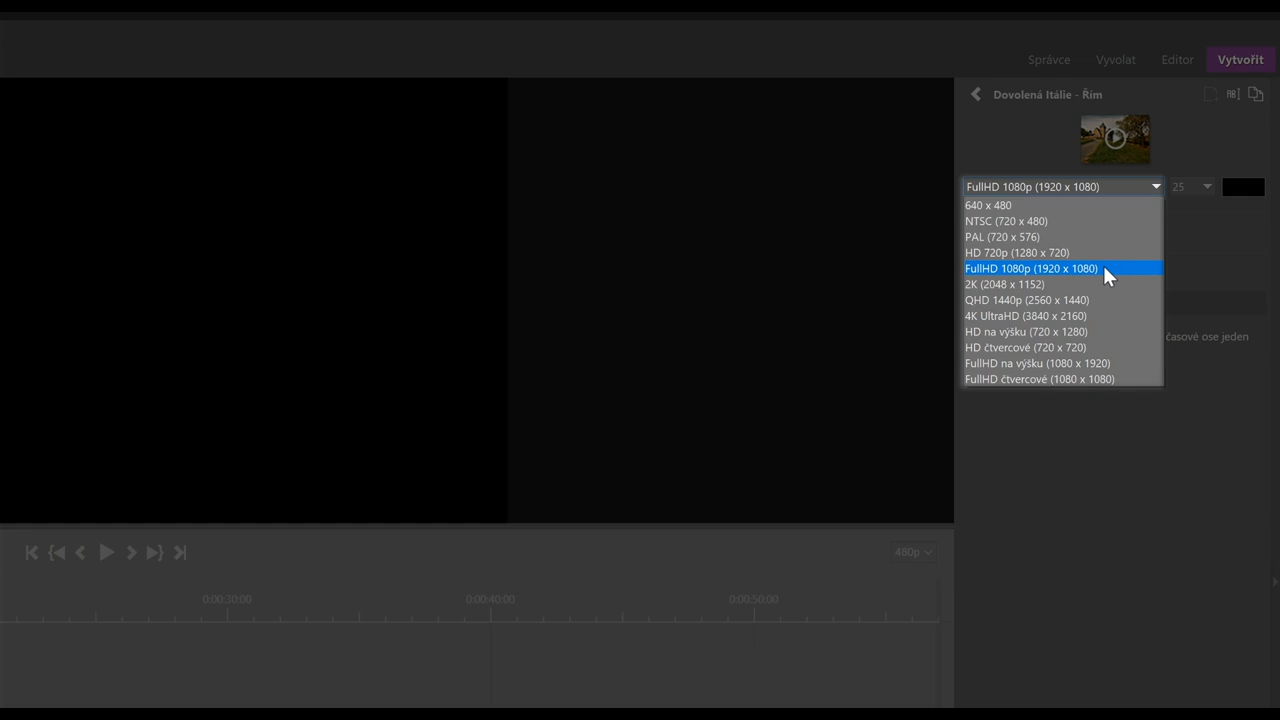 Správce Vyvolat Editor Vytvořit
Dovolená Itálie - Řím
FullHD 1080p (1920 x 1080) 25
640 x 480
NTSC (720 x 480)
PAL (720 x 576)
HD 720p (1280 x 720)
FullHD 1080p (1920 x 1080)
2K (2048 x 1152)
QHD 1440p (2560 x 1440)
4K UltraHD (3840 x 2160)
HD na výšku (720 x 1280)
časové ose jeden
HD čtvercové (720 x 720)
FullHD na výšku (1080 x 1920)
FullHD čtvercové (1080 x 1080)
480p
0:00:30:00 0:00:40:00 0:00:50:00